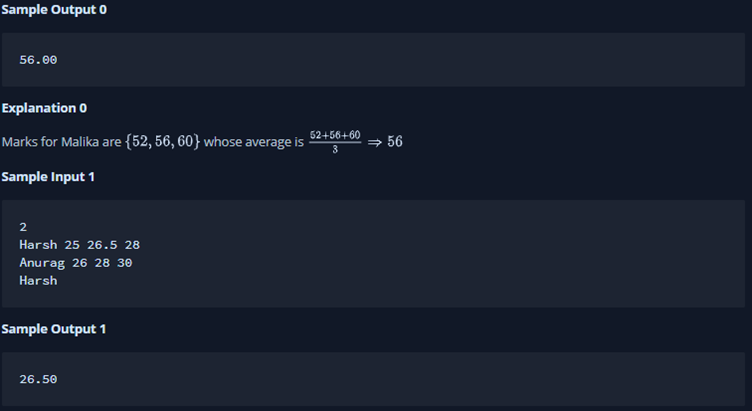 Sample Output 0
56.00
Explanation 0
Marks for Malika are {52, 56, 60} whose average is 52+56+60/3 ⇒ 56
Sample Input 1
2
Harsh 25 26.5 28
Anurag 26 28 30
Harsh
Sample Output 1
26.50